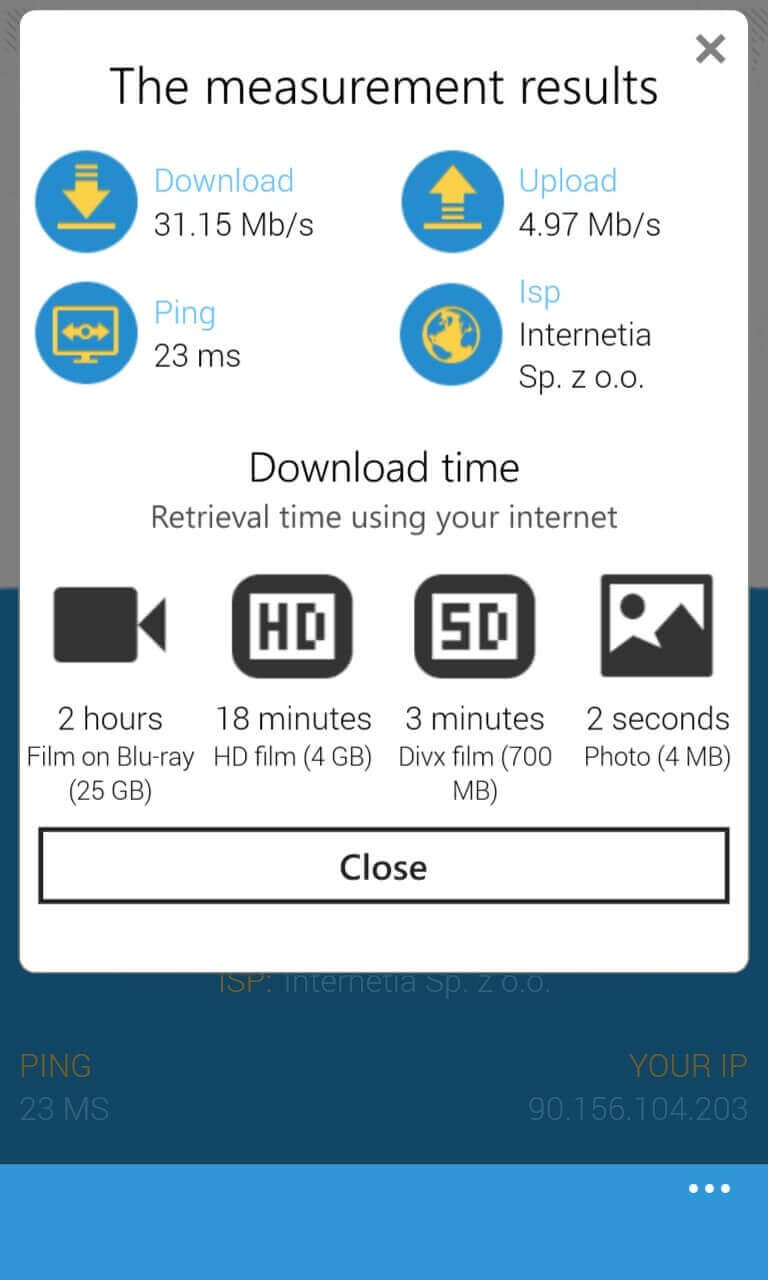 The measurement results
Download
31.15 Mb/s
Upload
4.97 Mb/s
Ping
23 ms
Isp
Internetia
Sp. z o.o.
Download time
Retrieval time using your internet
HD
SD
2 hours
Film on Blu-ray
(25 GB)
18 minutes
HD film (4 GB)
3 minutes
Divx film (700
MB)
2 seconds
Photo (4 MB)
Close
ISP: Internetia Sp. z o.o.
PING
23 MS
YOUR IP
90.156.104.203